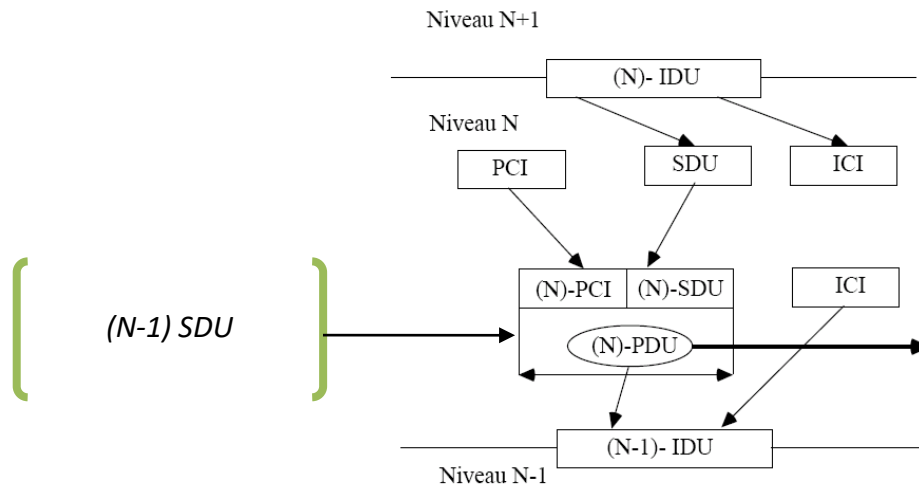 Niveau N+1
(N)- IDU
Niveau N
PCI
SDU
ICI
(N)-PCI
(N)-SDU
ICI
(N-1) SDU
(N)-PDU
(N-1)- IDU
Niveau N-1